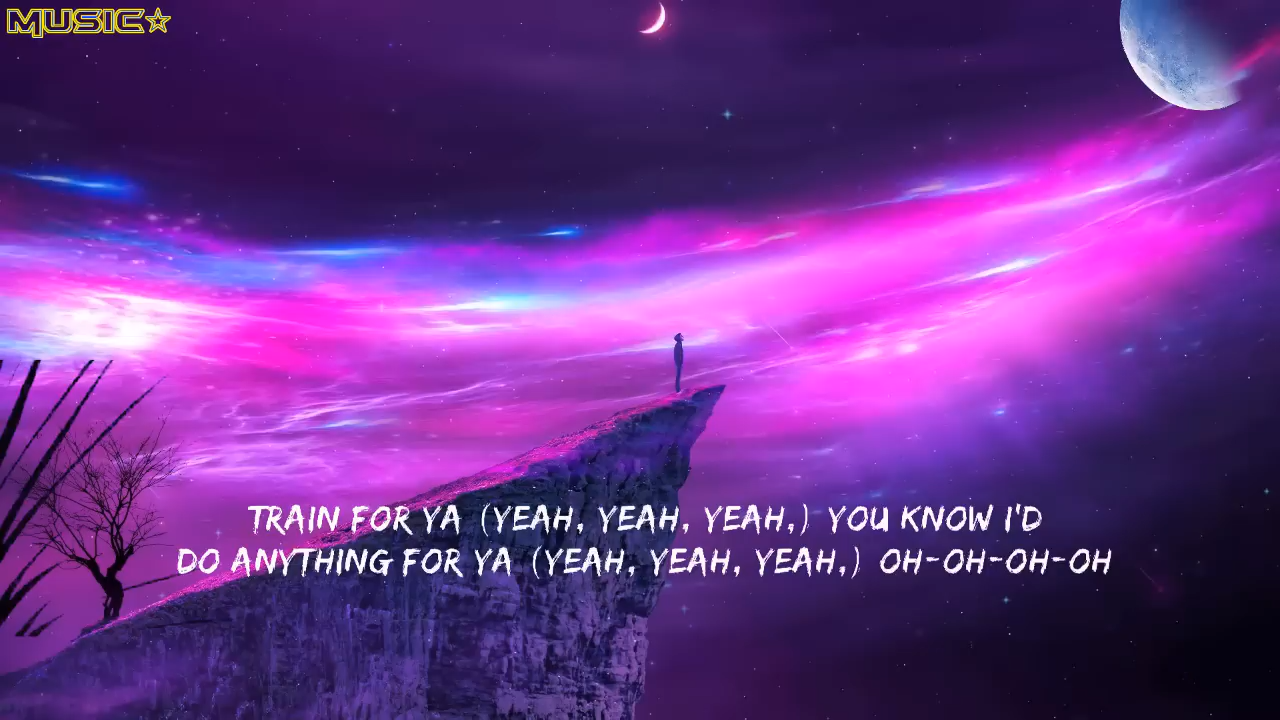 MUSIC☆
TRAIN FOR YA (YEAH, YEAH, YEAH,) YOU KNOW I'D
DO ANYTHING FOR YA (YEAH, YEAH, YEAH,) OH-OH-OH-OH